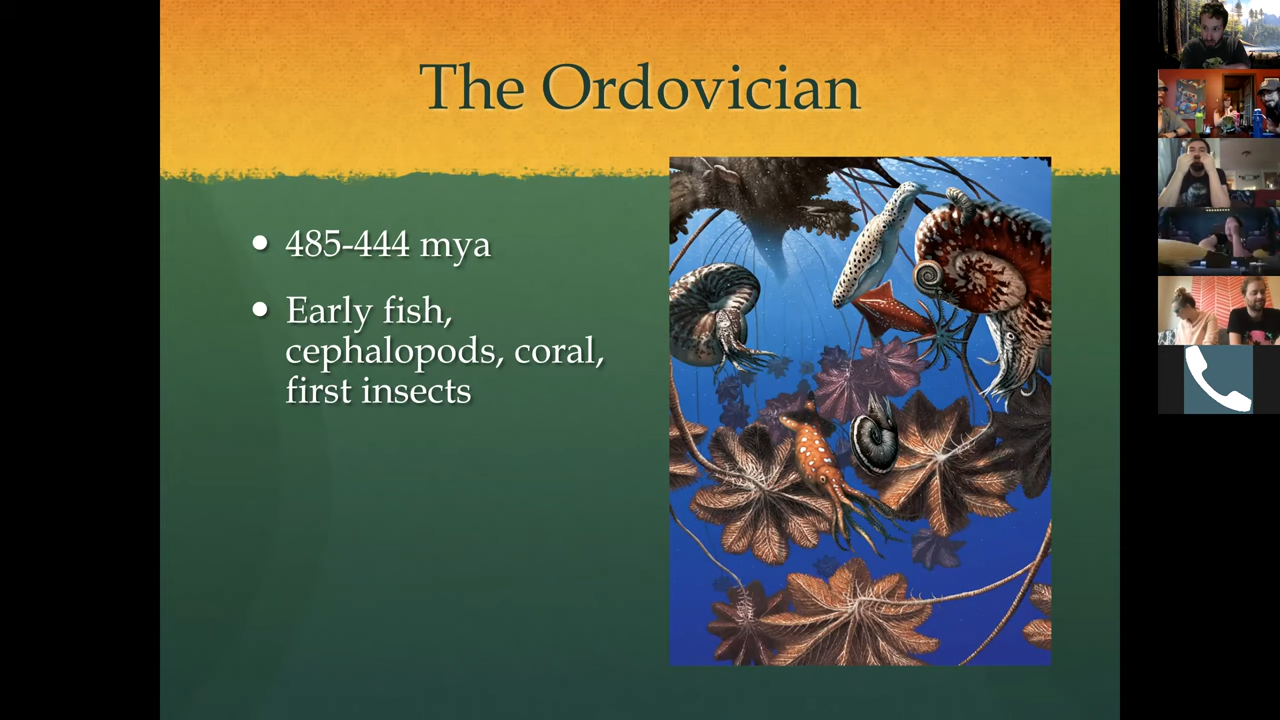 The Ordovician
• 485-444 mya
• Early fish,
cephalopods, coral,
first insects